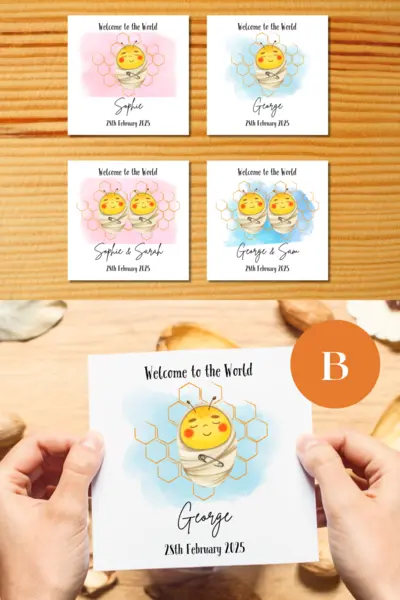 Welcome to the World
Sophie
28th February 2025
Welcome to the World
George
28th February 2025
Welcome to the World
Sophie & Sarah
28th February 2025
Welcome to the World
George & Sam
28th February 2025
B
Welcome to the World
George
28th February 2025